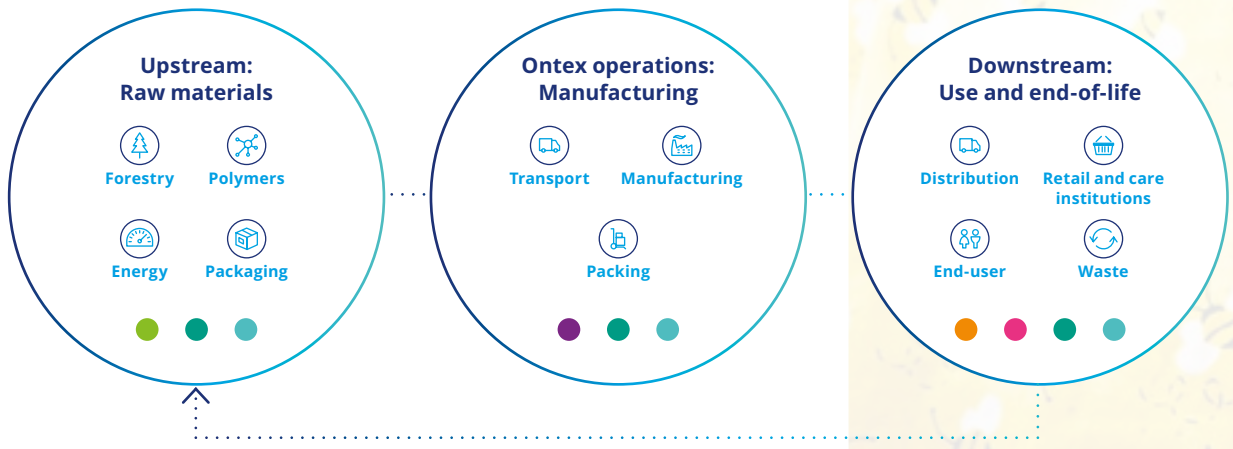 Upstream:
Raw materials
Forestry
Polymers
Energy
Packaging
Ontex operations:
Manufacturing
Transport
Manufacturing
Packing
Downstream:
Use and end-of-life
Distribution
Retail and care
institutions
End-user
Waste